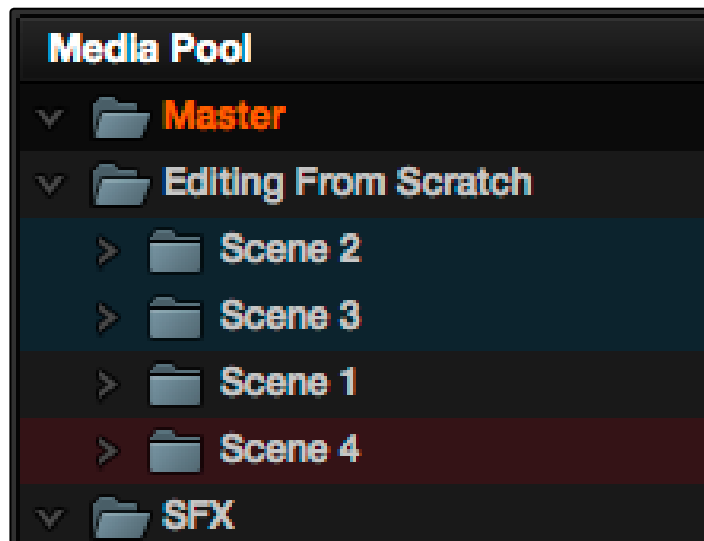 Media Pool
Master
Editing From Scratch
Scene 2
Scene 3
Scene 1
Scene 4
SFX